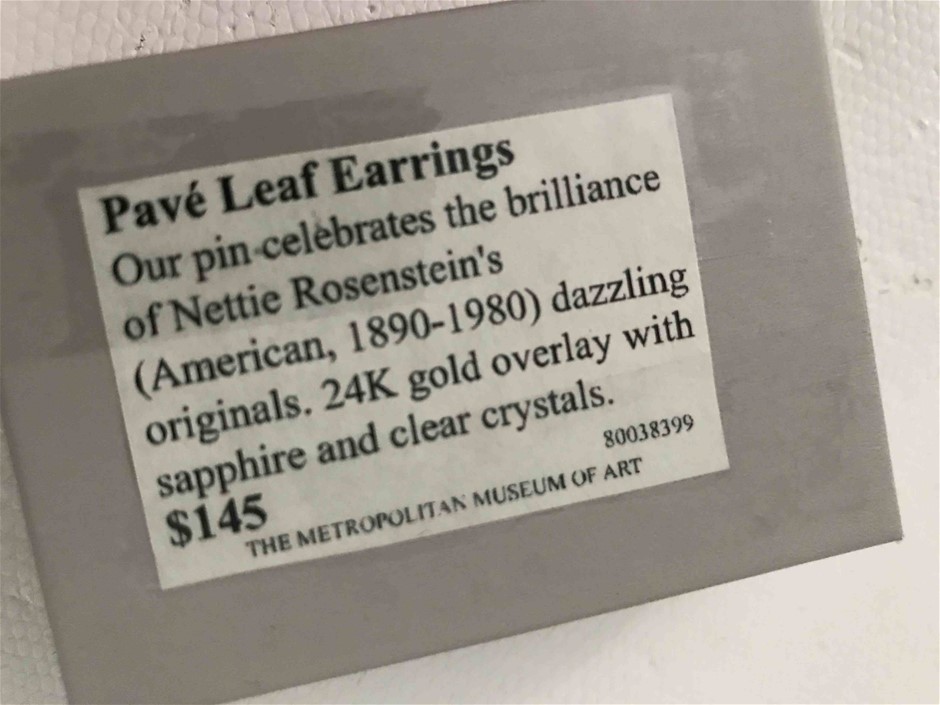 Pavé Leaf Earrings
Our pin celebrates the brilliance
of Nettie Rosenstein's
(American, 1890-1980) dazzling
originals. 24K gold overlay with
sapphire and clear crystals.
80038399
$145
THE METROPOLITAN MUSEUM OF ART